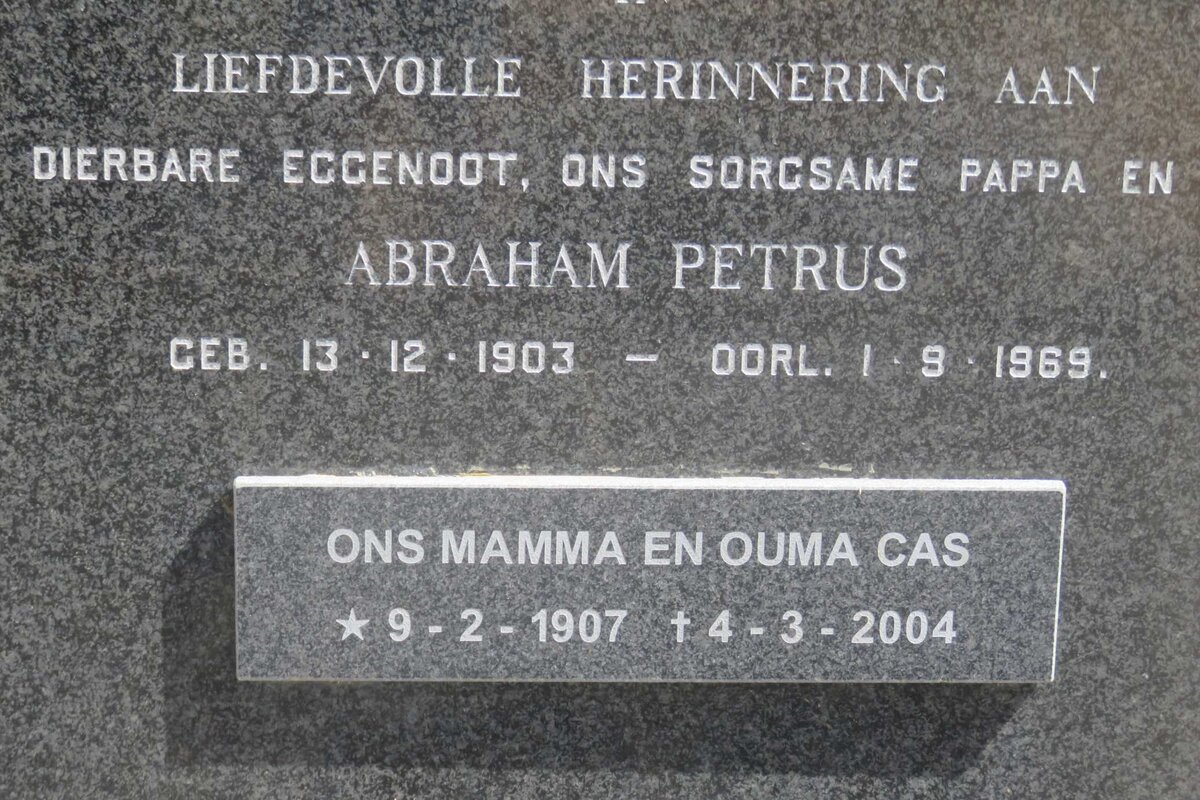 LIEFDEVOLLE HERINNERING AAN
DIERBARE EGGENOOT, ONS SORGSAME PAPPA EN
ABRAHAM PETRUS
GEB. 13·12·1903 — OORL. 1·9·1969.
ONS MAMMA EN OUMA CAS
★ 9 - 2 - 1907 † 4 - 3 - 2004